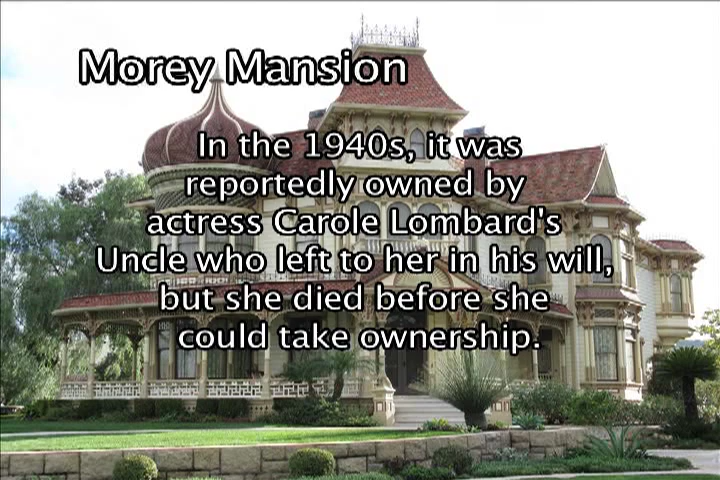 Morey Mansion
In the 1940s, it was
reportedly owned by
actress Carole Lombard's
Uncle who left to her in his will,
but she died before she
could take ownership.